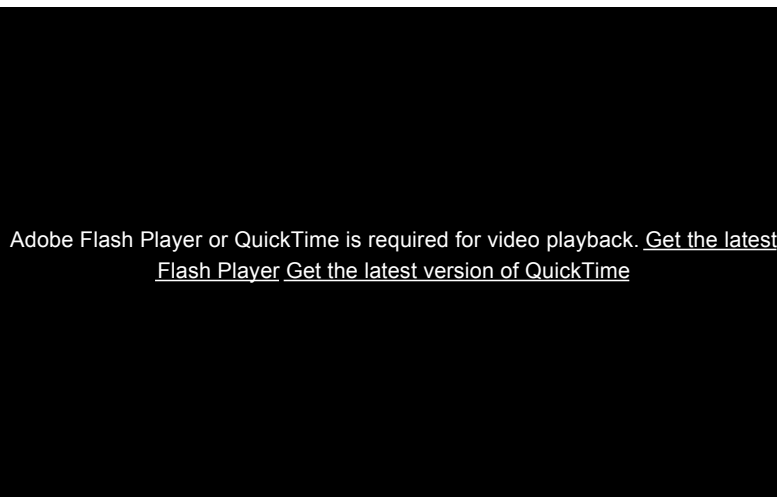 Adobe Flash Player or QuickTime is required for video playback. Get the latest
Flash Player Get the latest version of QuickTime